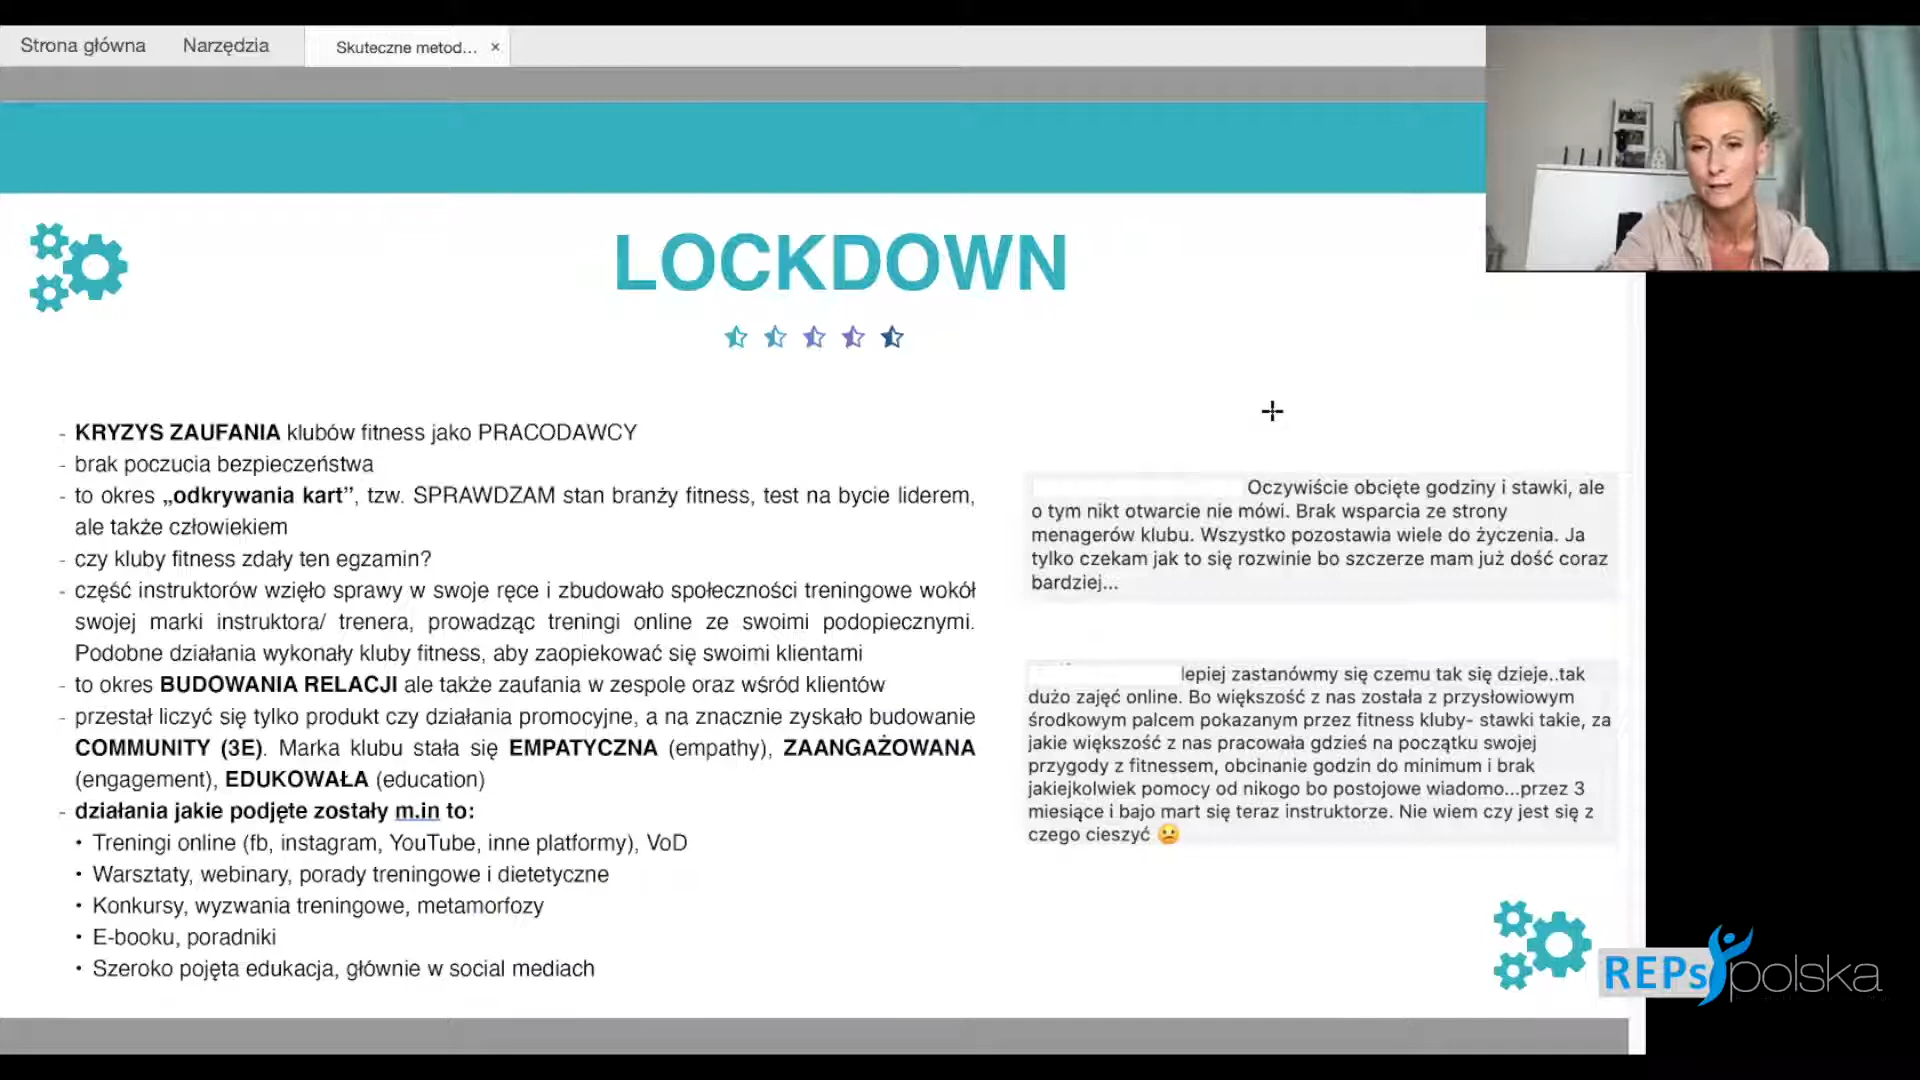 Strona główna
Narzędzia
Skuteczne metod...
×
LOCKDOWN
- KRYZYS ZAUFANIA klubów fitness jako PRACODAWCY
- brak poczucia bezpieczeństwa
- to okres „odkrywania kart”, tzw. SPRAWDZAM stan branży fitness, test na bycie liderem,
ale także człowiekiem
- czy kluby fitness zdały ten egzamin?
- część instruktorów wzięło sprawy w swoje ręce i zbudowało społeczności treningowe wokół
swojej marki instruktora/ trenera, prowadząc treningi online ze swoimi podopiecznymi.
Podobne działania wykonały kluby fitness, aby zaopiekować się swoimi klientami
- to okres BUDOWANIA RELACJI ale także zaufania w zespole oraz wśród klientów
- przestał liczyć się tylko produkt czy działania promocyjne, a na znacznie zyskało budowanie
COMMUNITY (3E). Marka klubu stała się EMPATYCZNA (empathy), ZAANGAŻOWANA
(engagement), EDUKOWAŁA (education)
- działania jakie podjęte zostały m.in to:
• Treningi online (fb, instagram, YouTube, inne platformy), VoD
• Warsztaty, webinary, porady treningowe i dietetyczne
• Konkursy, wyzwania treningowe, metamorfozy
• E-booku, poradniki
• Szeroko pojęta edukacja, głównie w social mediach
Oczywiście obcięte godziny i stawki, ale
o tym nikt otwarcie nie mówi. Brak wsparcia ze strony
menagerów klubu. Wszystko pozostawia wiele do życzenia. Ja
tylko czekam jak to się rozwinie bo szczerze mam już dość coraz
bardziej...
lepiej zastanówmy się czemu tak się dzieje..tak
dużo zajęć online. Bo większość z nas została z przysłowiowym
środkowym palcem pokazanym przez fitness kluby- stawki takie, za
jakie większość z nas pracowała gdzieś na początku swojej
przygody z fitnessem, obcinanie godzin do minimum i brak
jakiejkolwiek pomocy od nikogo bo postojowe wiadomo...przez 3
miesiące i bajo mart się teraz instruktorze. Nie wiem czy jest się z
czego cieszyć 🙁
REPs polska